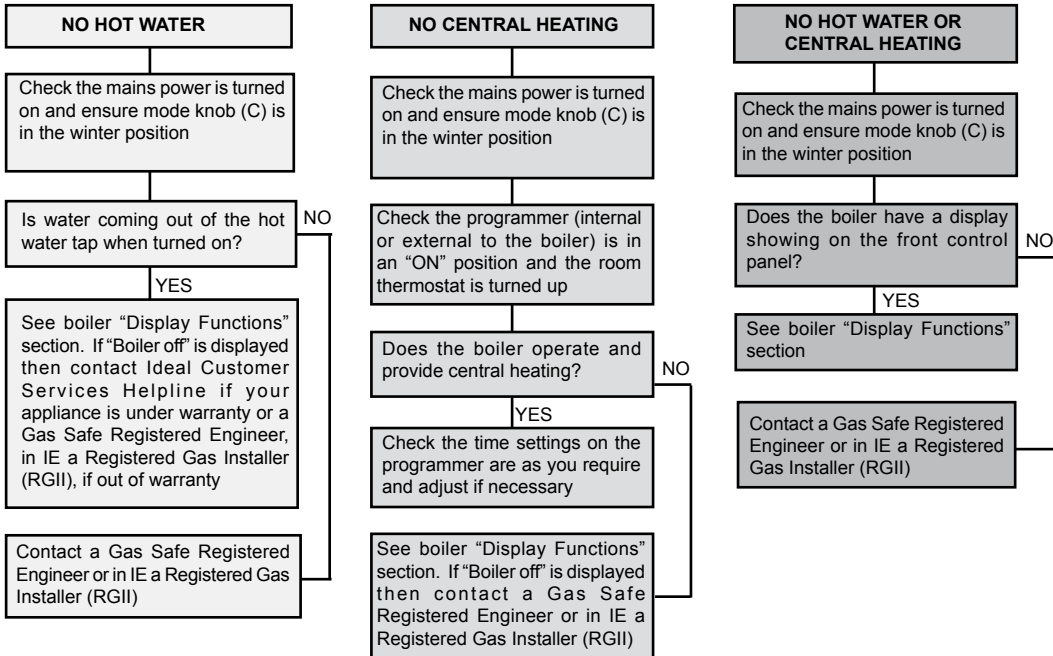 NO HOT WATER
Check the mains power is turned
on and ensure mode knob (C) is
in the winter position
Is water coming out of the hot
water tap when turned on?
NO
YES
See boiler “Display Functions”
section. If “Boiler off” is displayed
then contact Ideal Customer
Services Helpline if your
appliance is under warranty or a
Gas Safe Registered Engineer,
in IE a Registered Gas Installer
(RGII), if out of warranty
Contact a Gas Safe Registered
Engineer or in IE a Registered Gas
Installer (RGII)
NO CENTRAL HEATING
Check the mains power is turned
on and ensure mode knob (C) is
in the winter position
Check the programmer (internal
or external to the boiler) is in
an “ON” position and the room
thermostat is turned up
Does the boiler operate and
provide central heating?
NO
YES
Check the time settings on the
programmer are as you require
and adjust if necessary
See boiler “Display Functions”
section. If “Boiler off” is displayed
then contact a Gas Safe
Registered Engineer or in IE a
Registered Gas Installer (RGII)
NO HOT WATER OR
CENTRAL HEATING
Check the mains power is turned
on and ensure mode knob (C) is
in the winter position
Does the boiler have a display
showing on the front control
panel?
NO
YES
See boiler “Display Functions”
section
Contact a Gas Safe Registered
Engineer or in IE a Registered
Gas Installer (RGII)